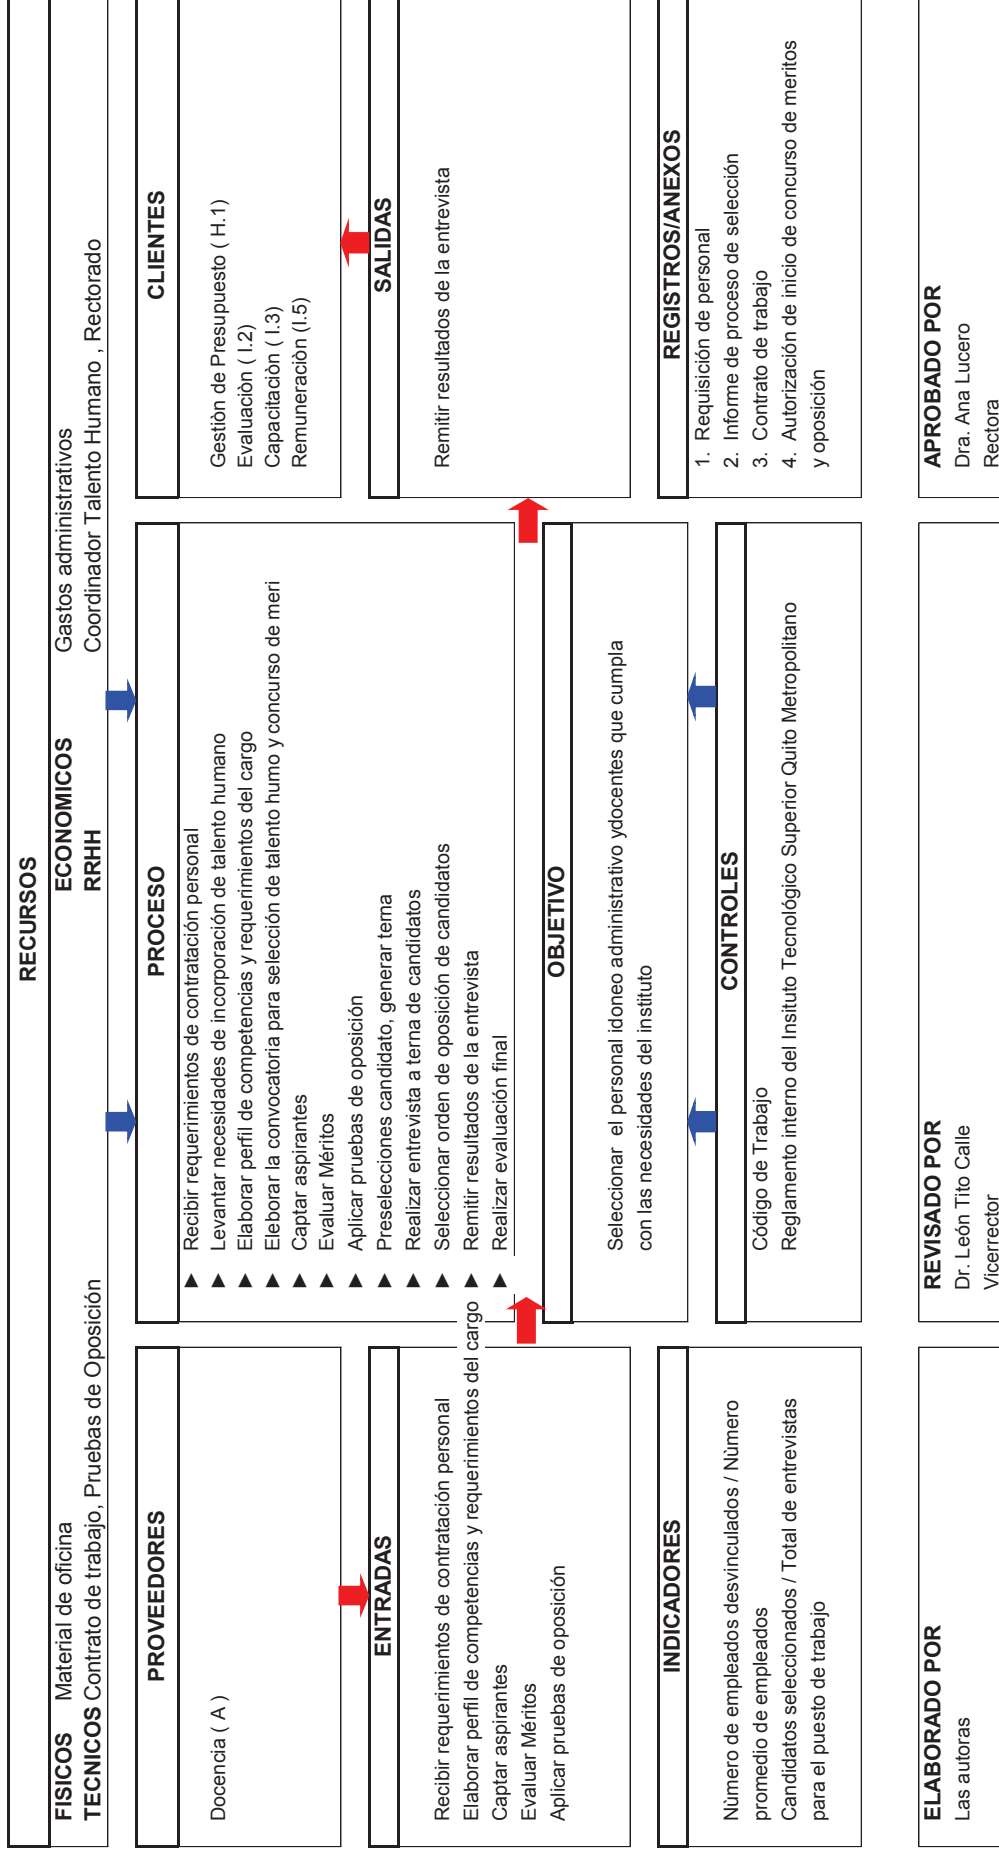 RECURSOS
FISICOS Material de oficina
ECONOMICOS Gastos administrativos
TECNICOS Contrato de trabajo, Pruebas de Oposición
RRHH Coordinador Talento Humano , Rectorado
PROVEEDORES
Docencia ( A )
ENTRADAS
Recibir requerimientos de contratación personal
Elaborar perfil de competencias y requerimientos del cargo
Captar aspirantes
Evaluar Méritos
Aplicar pruebas de oposición
INDICADORES
Nùmero de empleados desvinculados / Nùmero
promedio de empleados
Candidatos seleccionados / Total de entrevistas
para el puesto de trabajo
PROCESO
Recibir requerimientos de contratación personal
Levantar necesidades de incorporación de talento humano
Elaborar perfil de competencias y requerimientos del cargo
Eleborar la convocatoria para selección de talento humo y concurso de meri
Captar aspirantes
Evaluar Méritos
Aplicar pruebas de oposición
Preselecciones candidato, generar terna
Realizar entrevista a terna de candidatos
Seleccionar orden de oposición de candidatos
Remitir resultados de la entrevista
Realizar evaluación final
OBJETIVO
Seleccionar el personal idoneo administrativo ydocentes que cumpla
con las necesidades del instituto
CONTROLES
Código de Trabajo
Reglamento interno del Insituto Tecnológico Superior Quito Metropolitano
CLIENTES
Gestiòn de Presupuesto ( H.1)
Evaluaciòn ( I.2)
Capacitaciòn ( I.3)
Remuneraciòn (I.5)
SALIDAS
Remitir resultados de la entrevista
REGISTROS/ANEXOS
1. Requisición de personal
2. Informe de proceso de selección
3. Contrato de trabajo
4. Autorización de inicio de concurso de meritos
y oposición
ELABORADO POR
Las autoras
REVISADO POR
Dr. León Tito Calle
Vicerrector
APROBADO POR
Dra. Ana Lucero
Rectora